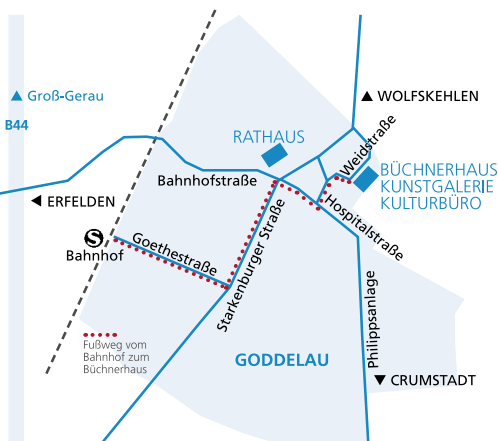 ▲ Groß-Gerau
B44
▲ WOLFSKEHLEN
RATHAUS
Weidstraße
BÜCHNERHAUS
KUNSTGALERIE
KULTURBÜRO
Bahnhofstraße
◀ ERFELDEN
Hospitalstraße
S
Bahnhof
Goethestraße
Starkenburger Straße
Philippsanlage
Fußweg vom
Bahnhof zum
Büchnerhaus
GODDELAU
▼ CRUMSTADT